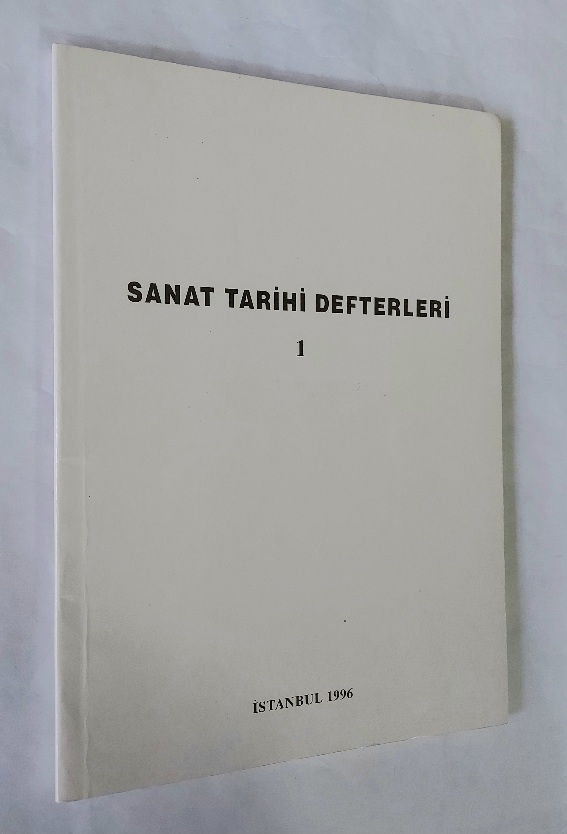 SANAT TARİHİ DEFTERLERİ
1
İSTANBUL 1996